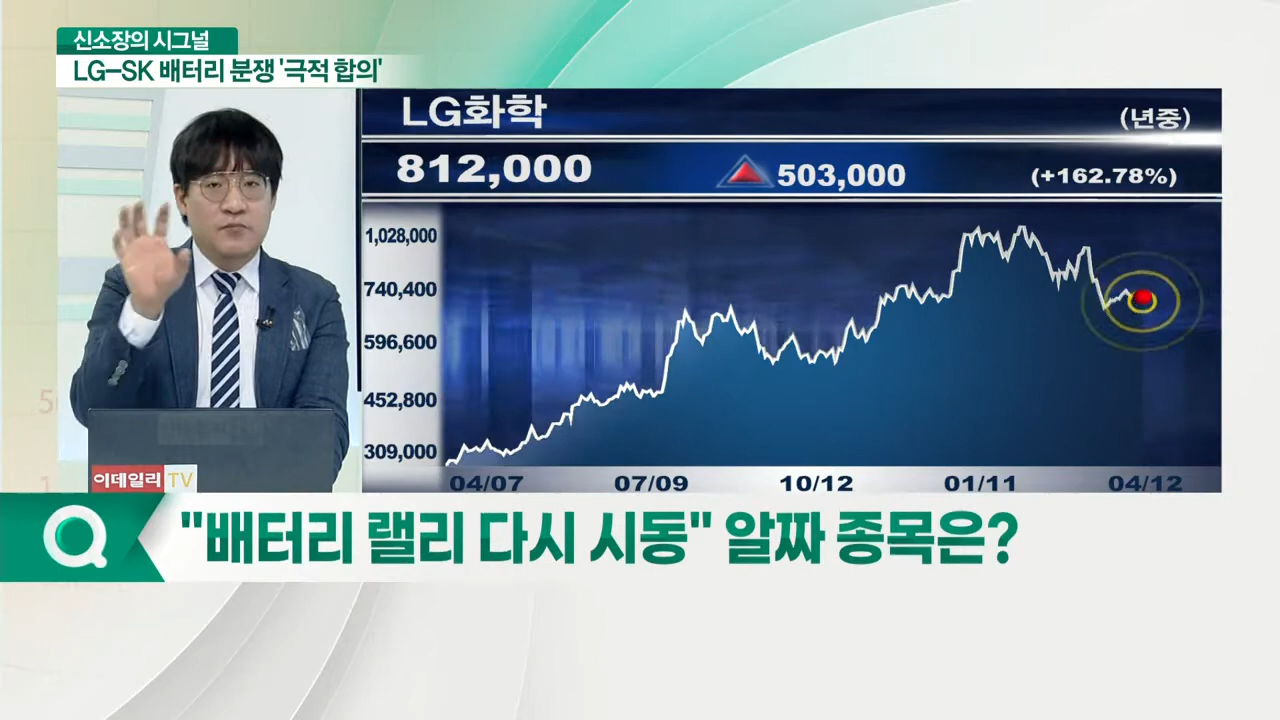 신소장의 시그널
LG-SK 배터리 분쟁 '극적 합의'
LG화학
(년중)
812,000
503,000
(+162.78%)
1,028,000
740,400
596,600
452,800
309,000
04/07
07/09
10/12
01/11
04/12
이데일리 TV
Q
"배터리 랠리 다시 시동" 알짜 종목은?